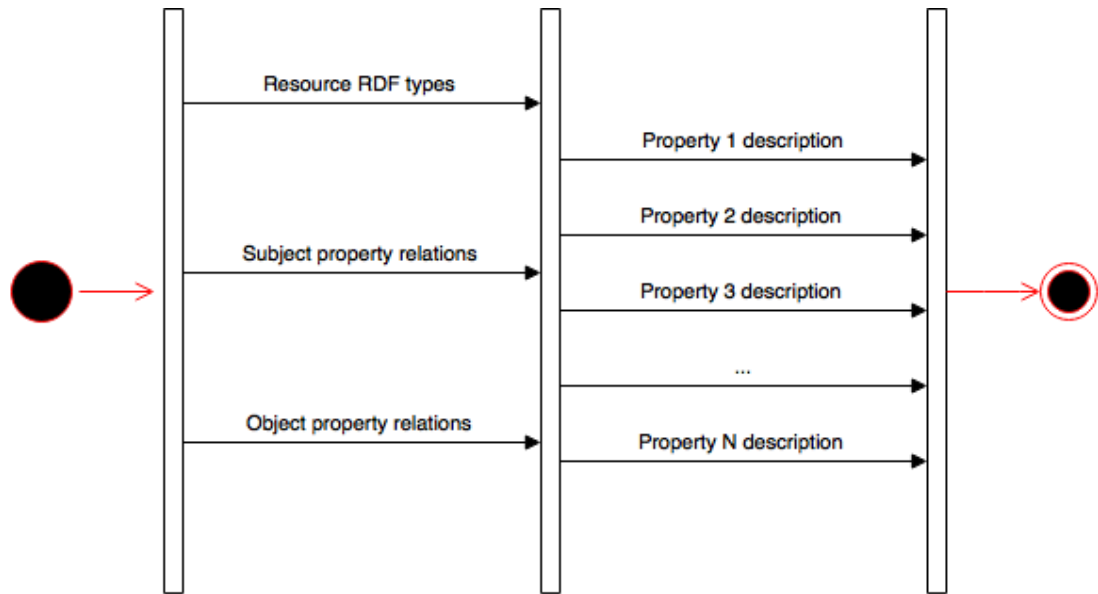 Resource RDF types
Property 1 description
Property 2 description
Subject property relations
Property 3 description
...
Object property relations
Property N description